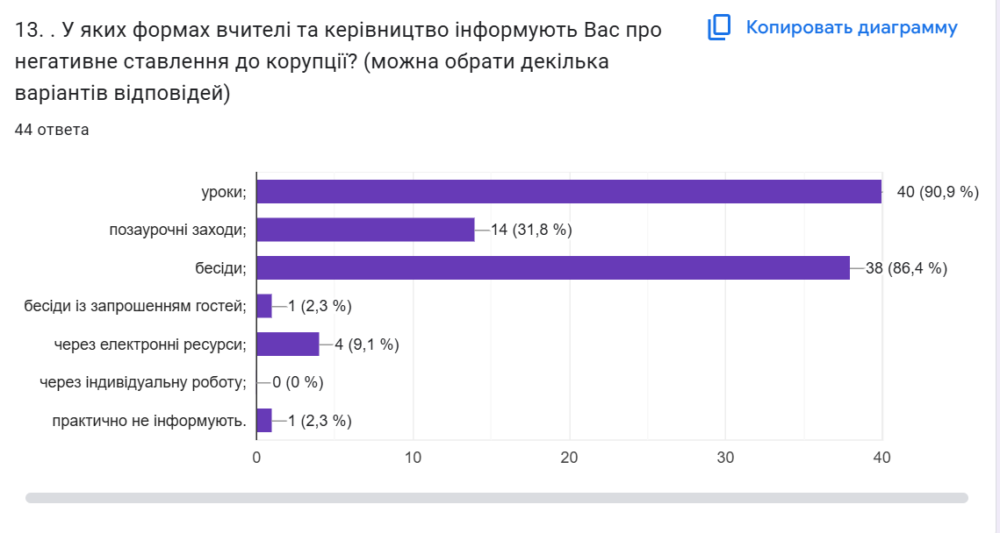 13. . У яких формах вчителі та керівництво інформують Вас про
негативне ставлення до корупції? (можна обрати декілька
варіантів відповідей)
Копировать диаграмму
44 ответа
уроки; 40 (90,9 %)
позаурочні заходи; 14 (31,8 %)
бесіди; 38 (86,4 %)
бесіди із запрошенням гостей; 1 (2,3 %)
через електронні ресурси; 4 (9,1 %)
через індивідуальну роботу; 0 (0 %)
практично не інформують. 1 (2,3 %)
0 10 20 30 40